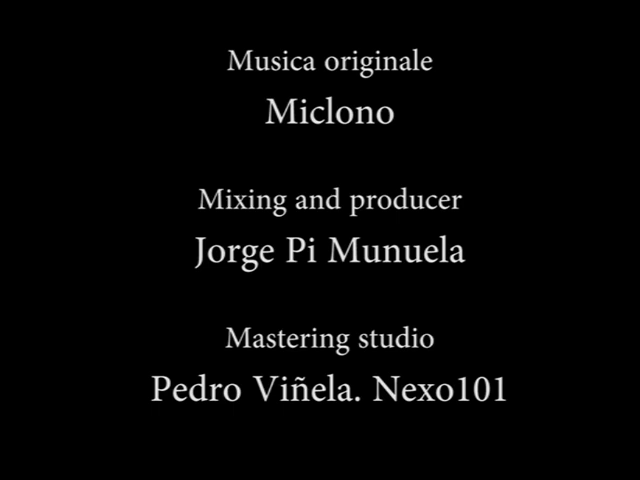 Musica originale
Miclono
Mixing and producer
Jorge Pi Munuela
Mastering studio
Pedro Viñela. Nexo101